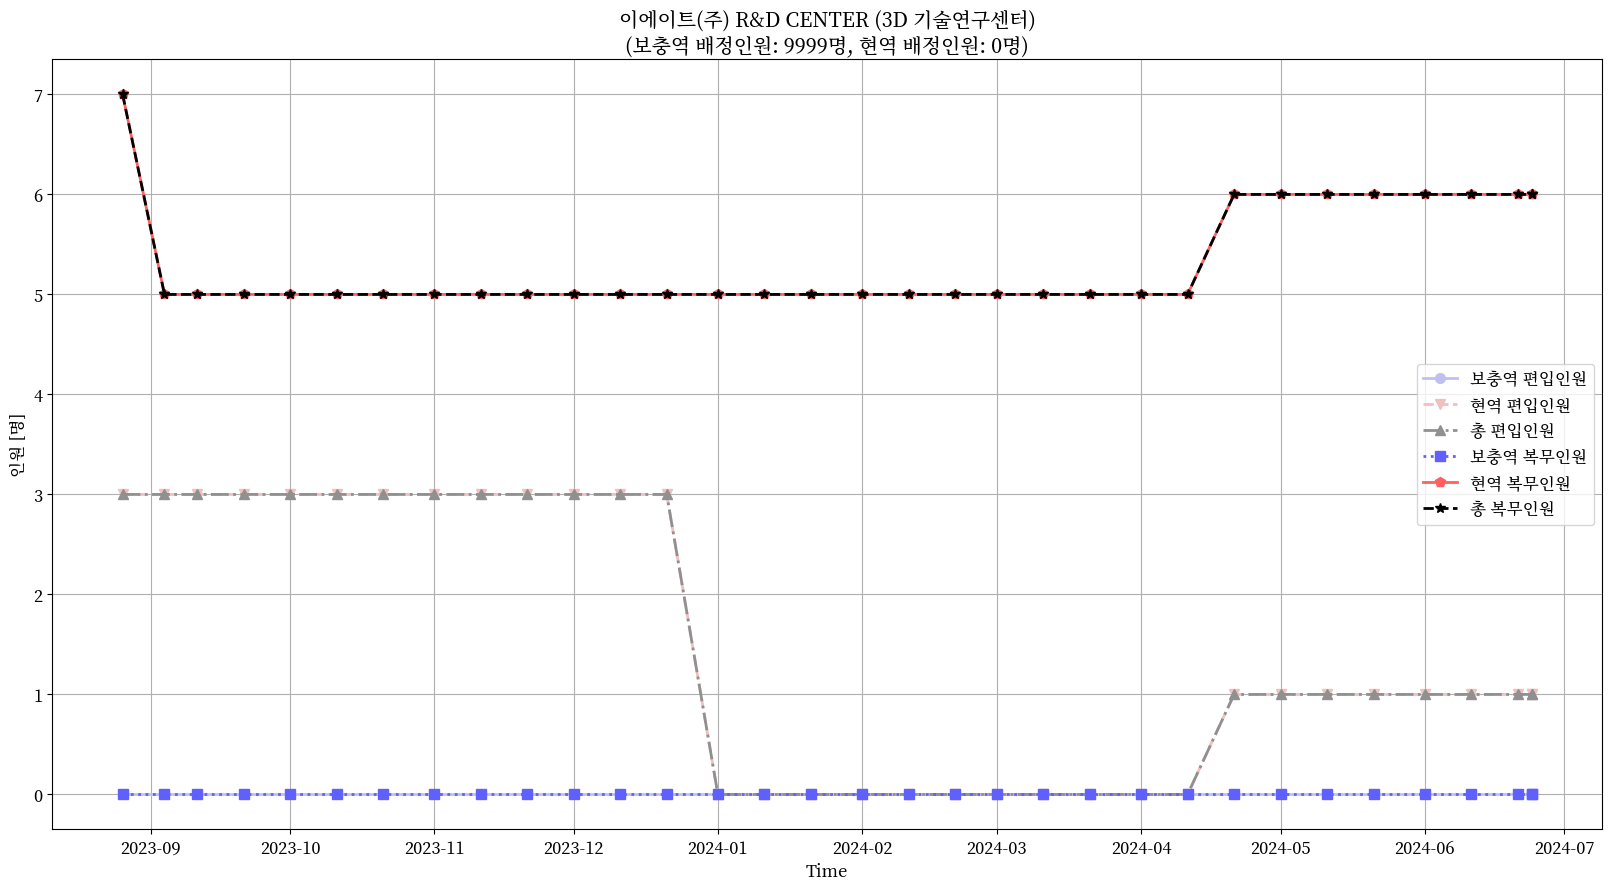 이에이트(주) R&D CENTER (3D 기술연구센터)
(보충역 배정인원: 9999명, 현역 배정인원: 0명)
인원 [명]
7
6
5
4
3
2
1
0
보충역 편입인원
현역 편입인원
총 편입인원
보충역 복무인원
현역 복무인원
총 복무인원
2023-09 2023-10 2023-11 2023-12 2024-01 2024-02 2024-03 2024-04 2024-05 2024-06 2024-07
Time